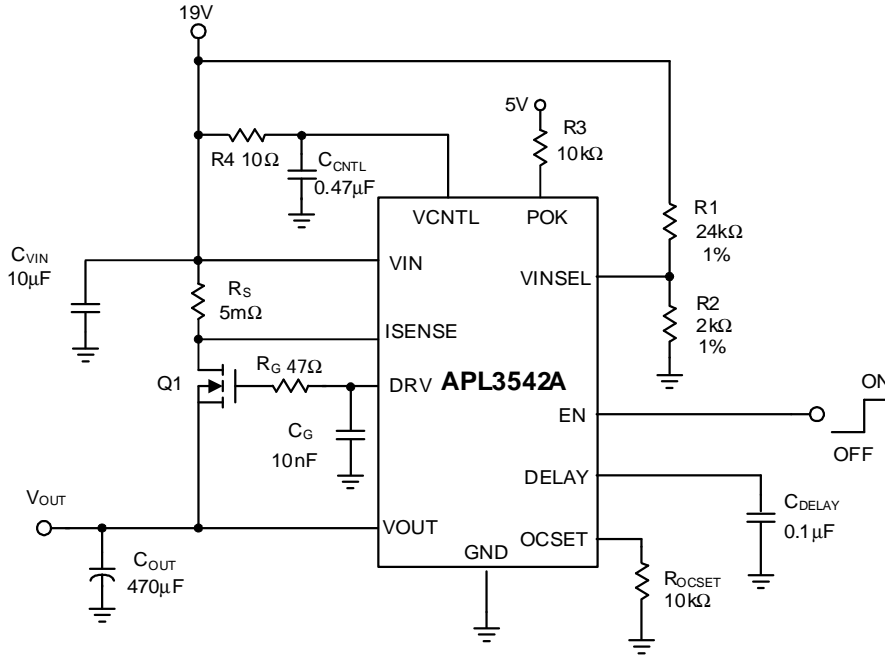 19V
5V
R3
10kΩ
R4 10Ω
CCNTL
0.47µF
VCNTL
POK
R1
24kΩ
1%
CVIN
10µF
VIN
VINSEL
RS
5mΩ
R2
2kΩ
1%
ISENSE
Q1
RG 47Ω
DRV
APL3542A
ON
EN
OFF
CG
10nF
DELAY
CDELAY
0.1µF
VOUT
VOUT
OCSET
GND
COUT
470µF
ROCSET
10kΩ